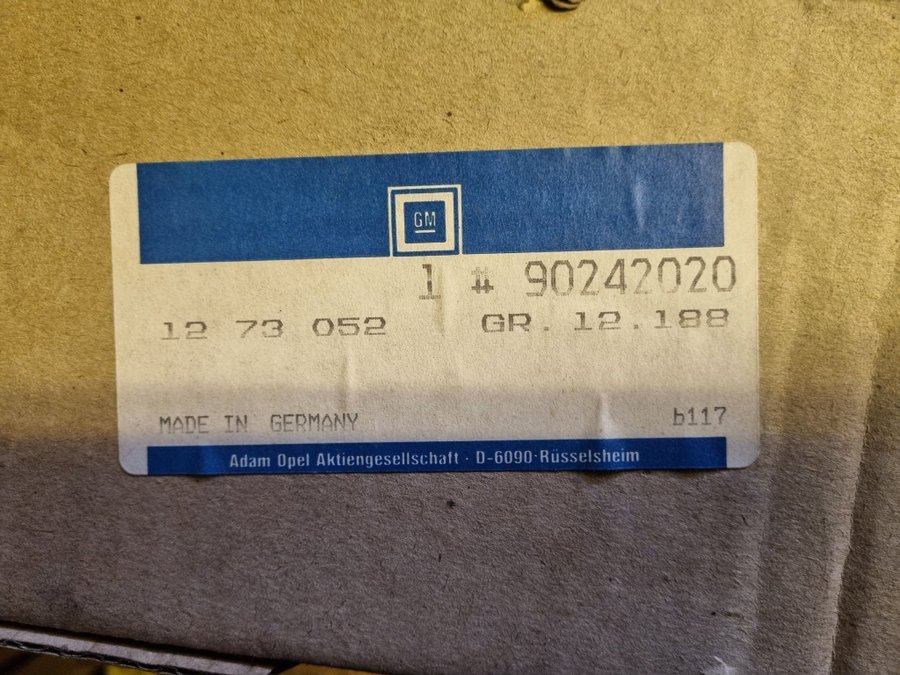 GM
1 # 90242020
12 73 052 GR. 12.188
MADE IN GERMANY b117
Adam Opel Aktiengesellschaft · D-6090·Rüsselsheim